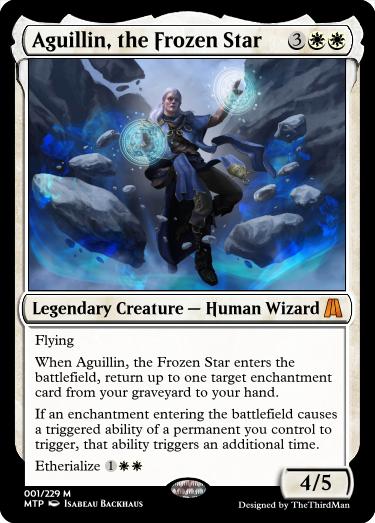 Aguillin, the Frozen Star 3
Legendary Creature — Human Wizard
Flying
When Aguillin, the Frozen Star enters the
battlefield, return up to one target enchantment
card from your graveyard to your hand.
If an enchantment entering the battlefield causes
a triggered ability of a permanent you control to
trigger, that ability triggers an additional time.
Etherialize 1
4/5
001/229 M
MTP Isabeau Backhaus
Designed by TheThirdMan